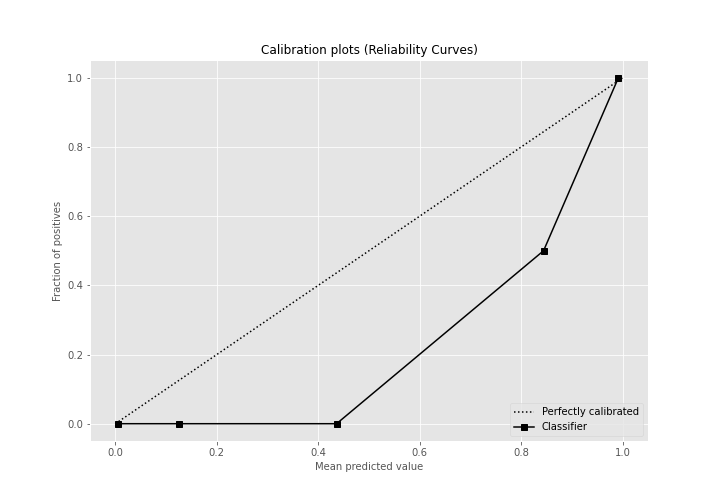 Calibration plots (Reliability Curves)
1.0
0.8
0.6
0.4
0.2
0.0
Fraction of positives
0.0 0.2 0.4 0.6 0.8 1.0
Mean predicted value
Perfectly calibrated
Classifier